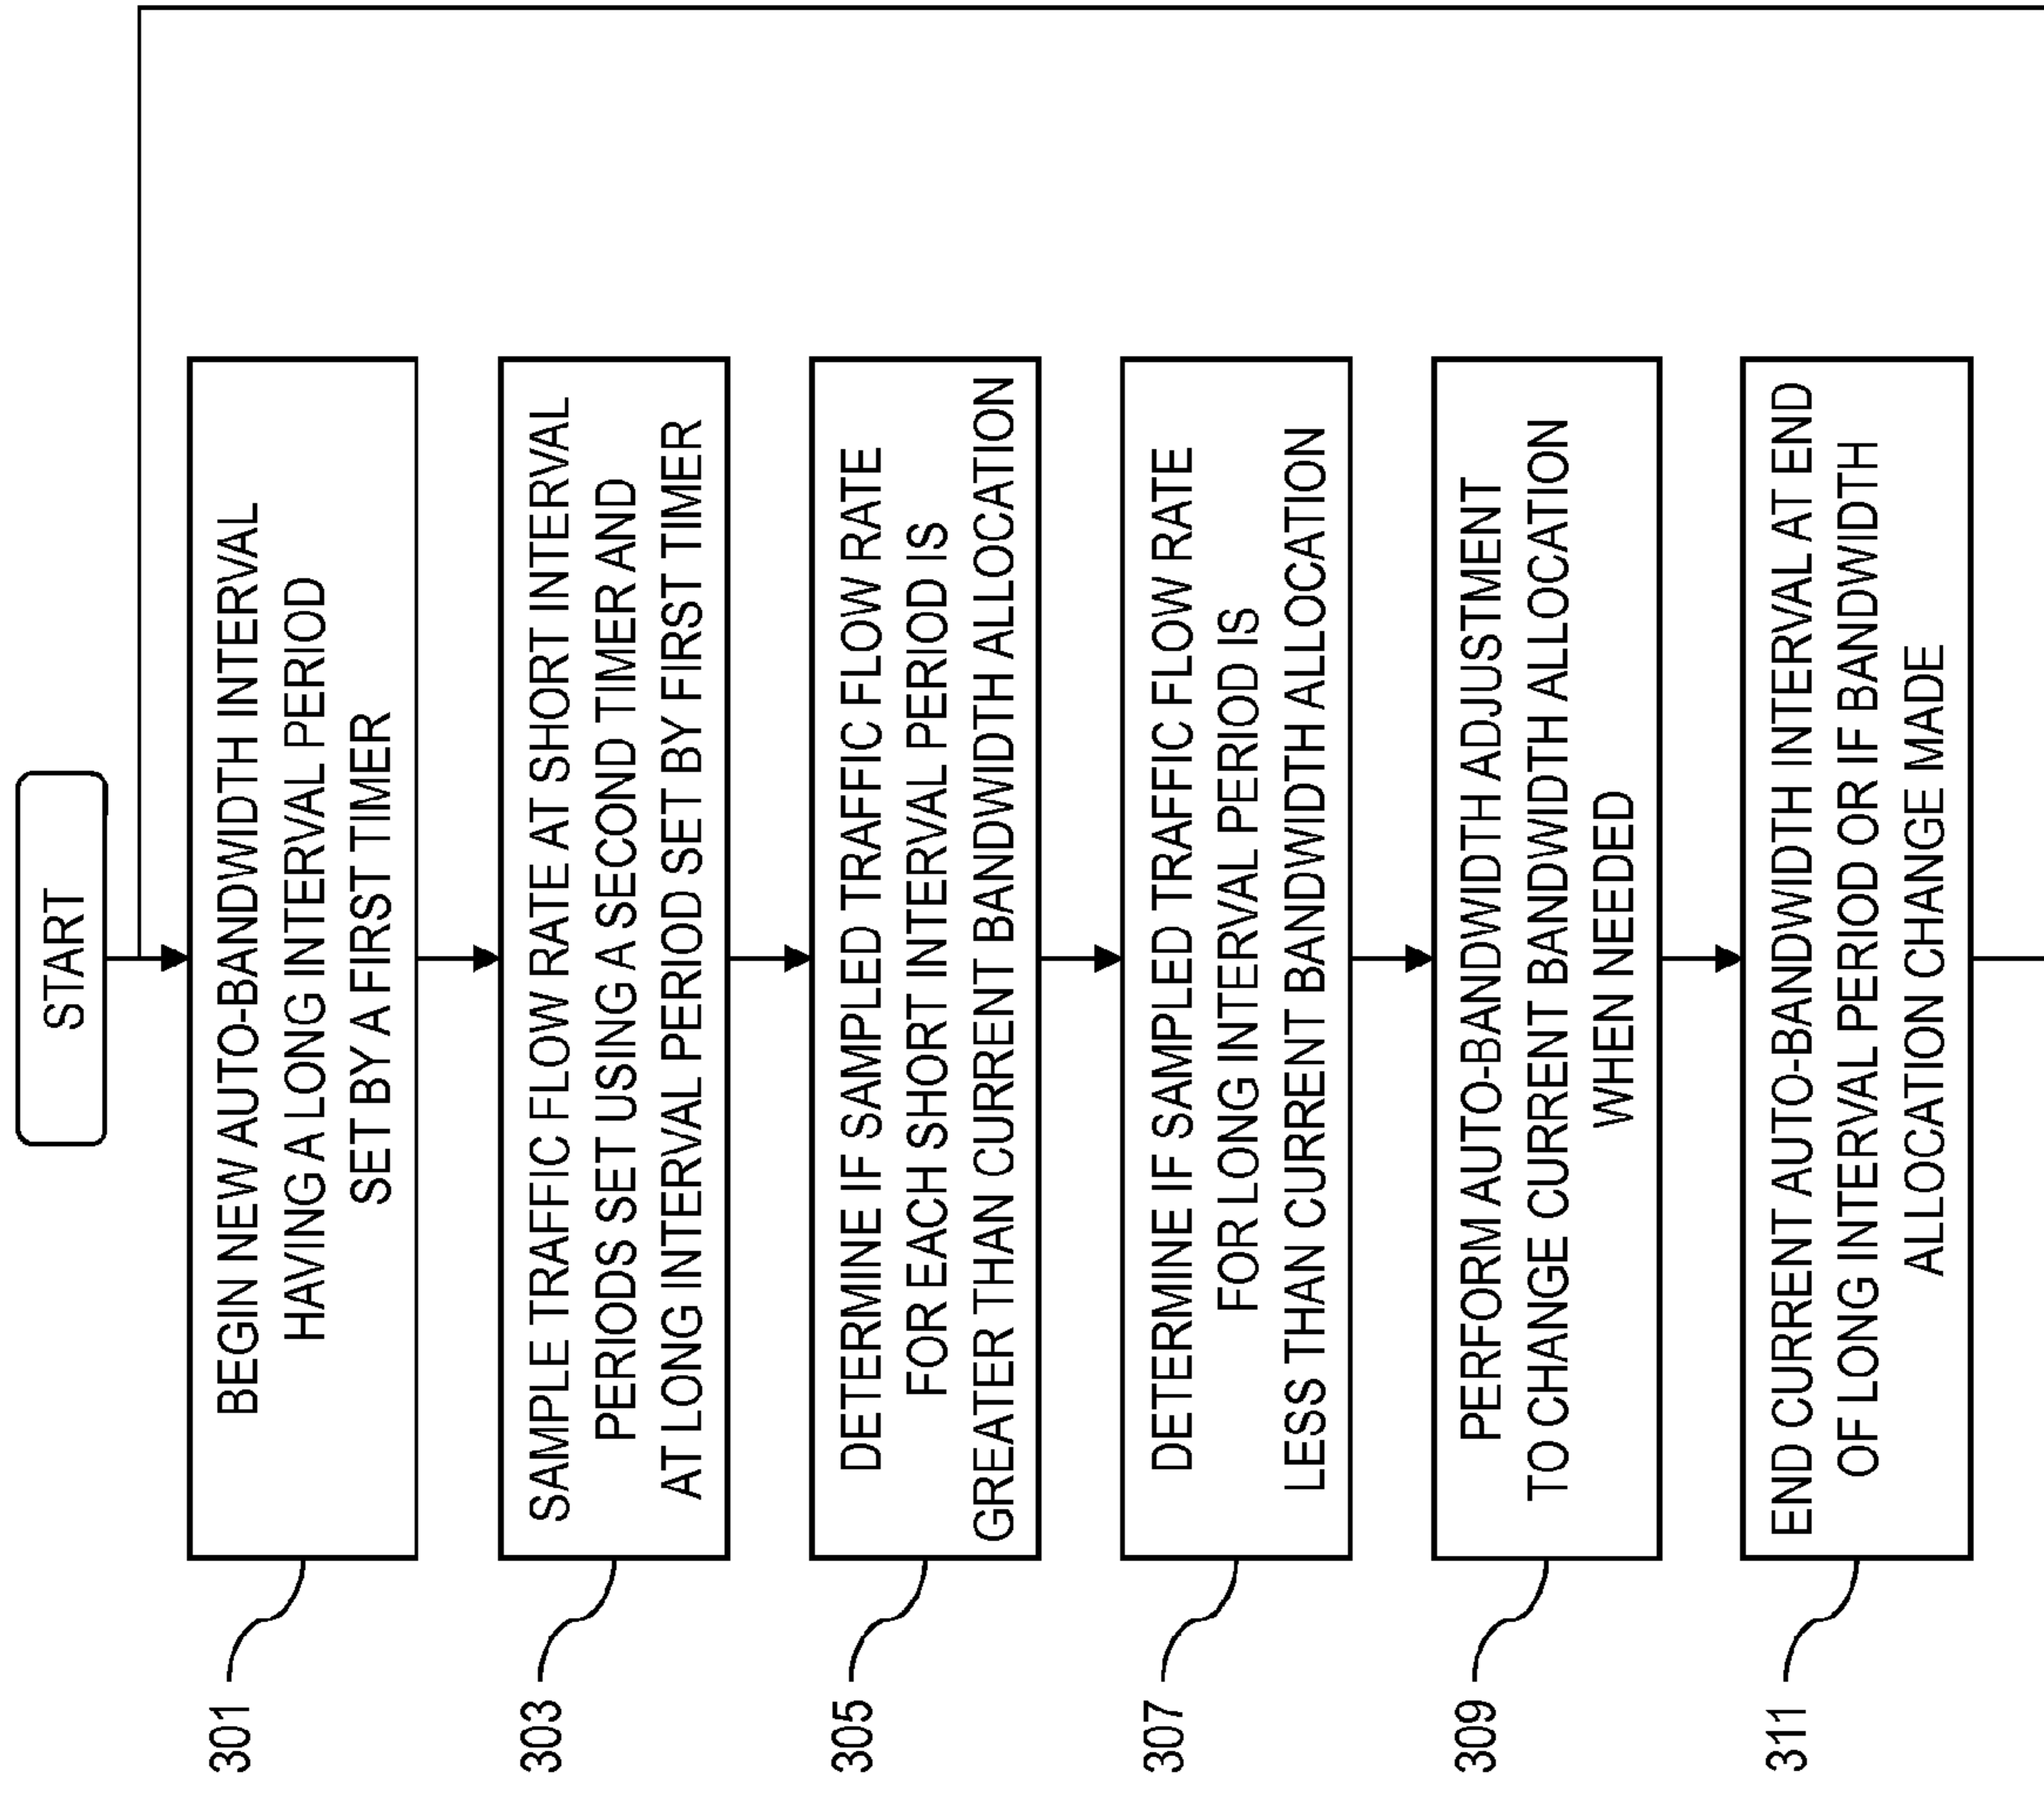 START
301
BEGIN NEW AUTO-BANDWIDTH INTERVAL
HAVING A LONG INTERVAL PERIOD
SET BY A FIRST TIMER
303
SAMPLE TRAFFIC FLOW RATE AT SHORT INTERVAL
PERIODS SET USING A SECOND TIMER AND
AT LONG INTERVAL PERIOD SET BY FIRST TIMER
305
DETERMINE IF SAMPLED TRAFFIC FLOW RATE
FOR EACH SHORT INTERVAL PERIOD IS
GREATER THAN CURRENT BANDWIDTH ALLOCATION
307
DETERMINE IF SAMPLED TRAFFIC FLOW RATE
FOR LONG INTERVAL PERIOD IS
LESS THAN CURRENT BANDWIDTH ALLOCATION
309
PERFORM AUTO-BANDWIDTH ADJUSTMENT
TO CHANGE CURRENT BANDWIDTH ALLOCATION
WHEN NEEDED
311
END CURRENT AUTO-BANDWIDTH INTERVAL AT END
OF LONG INTERVAL PERIOD OR IF BANDWIDTH
ALLOCATION CHANGE MADE